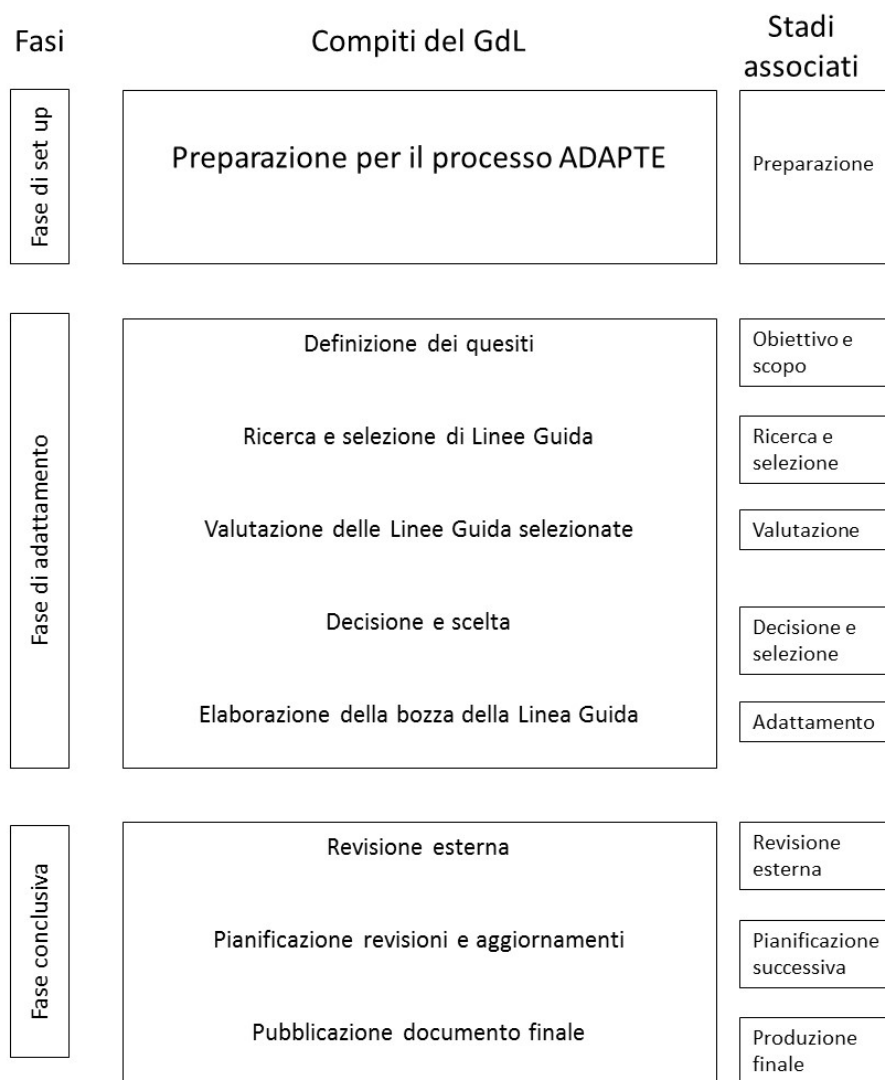 Fasi
Compiti del GdL
Stadi
associati
Fase di set up
Preparazione per il processo ADAPTE
Preparazione
Fase di adattamento
Definizione dei quesiti
Obiettivo e
scopo
Ricerca e selezione di Linee Guida
Ricerca e
selezione
Valutazione delle Linee Guida selezionate
Valutazione
Decisione e scelta
Decisione e
selezione
Elaborazione della bozza della Linea Guida
Adattamento
Fase conclusiva
Revisione esterna
Revisione
esterna
Pianificazione revisioni e aggiornamenti
Pianificazione
successiva
Pubblicazione documento finale
Produzione
finale